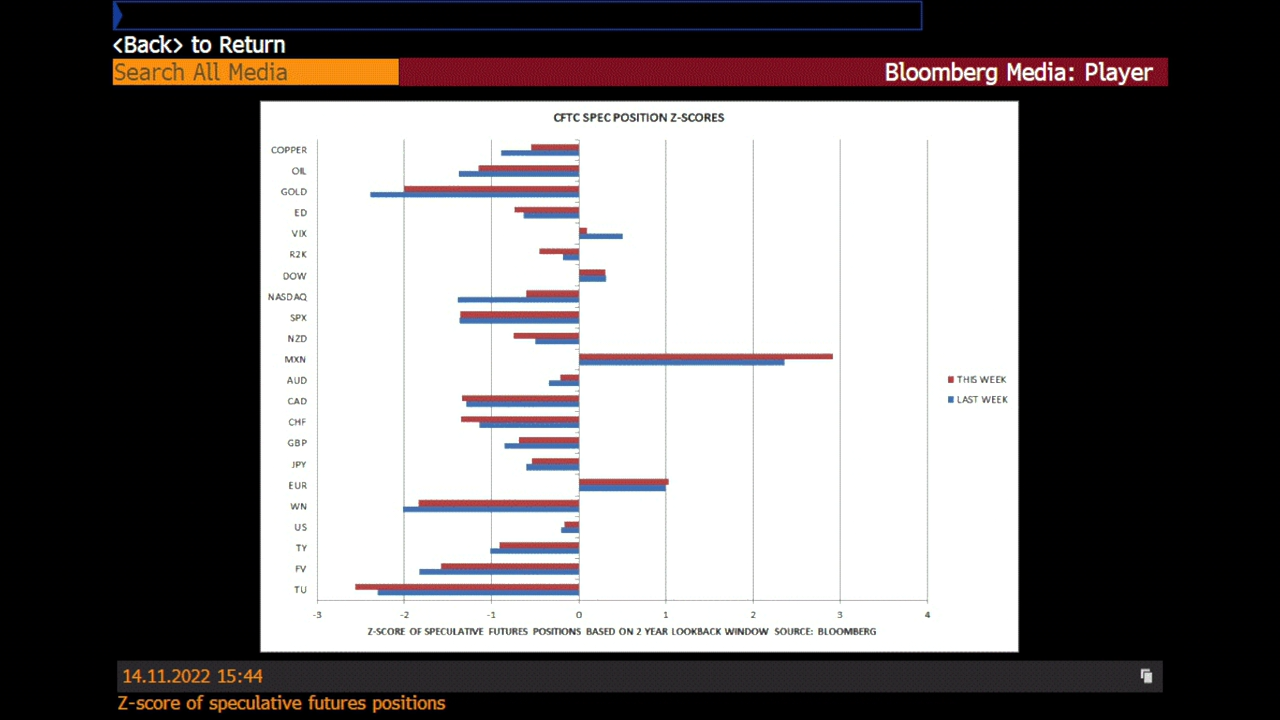 <Back> to Return
Search All Media
Bloomberg Media: Player
CFTC SPEC POSITION Z-SCORES
COPPER
OIL
GOLD
ED
VIX
R2K
DOW
NASDAQ
SPX
NZD
MXN
AUD
CAD
CHF
GBP
JPY
EUR
WN
US
TY
FV
TU
THIS WEEK
LAST WEEK
-3 -2 -1 0 1 2 3 4
Z-SCORE OF SPECULATIVE FUTURES POSITIONS BASED ON 2 YEAR LOOKBACK WINDOW SOURCE: BLOOMBERG
14.11.2022 15:44
Z-score of speculative futures positions